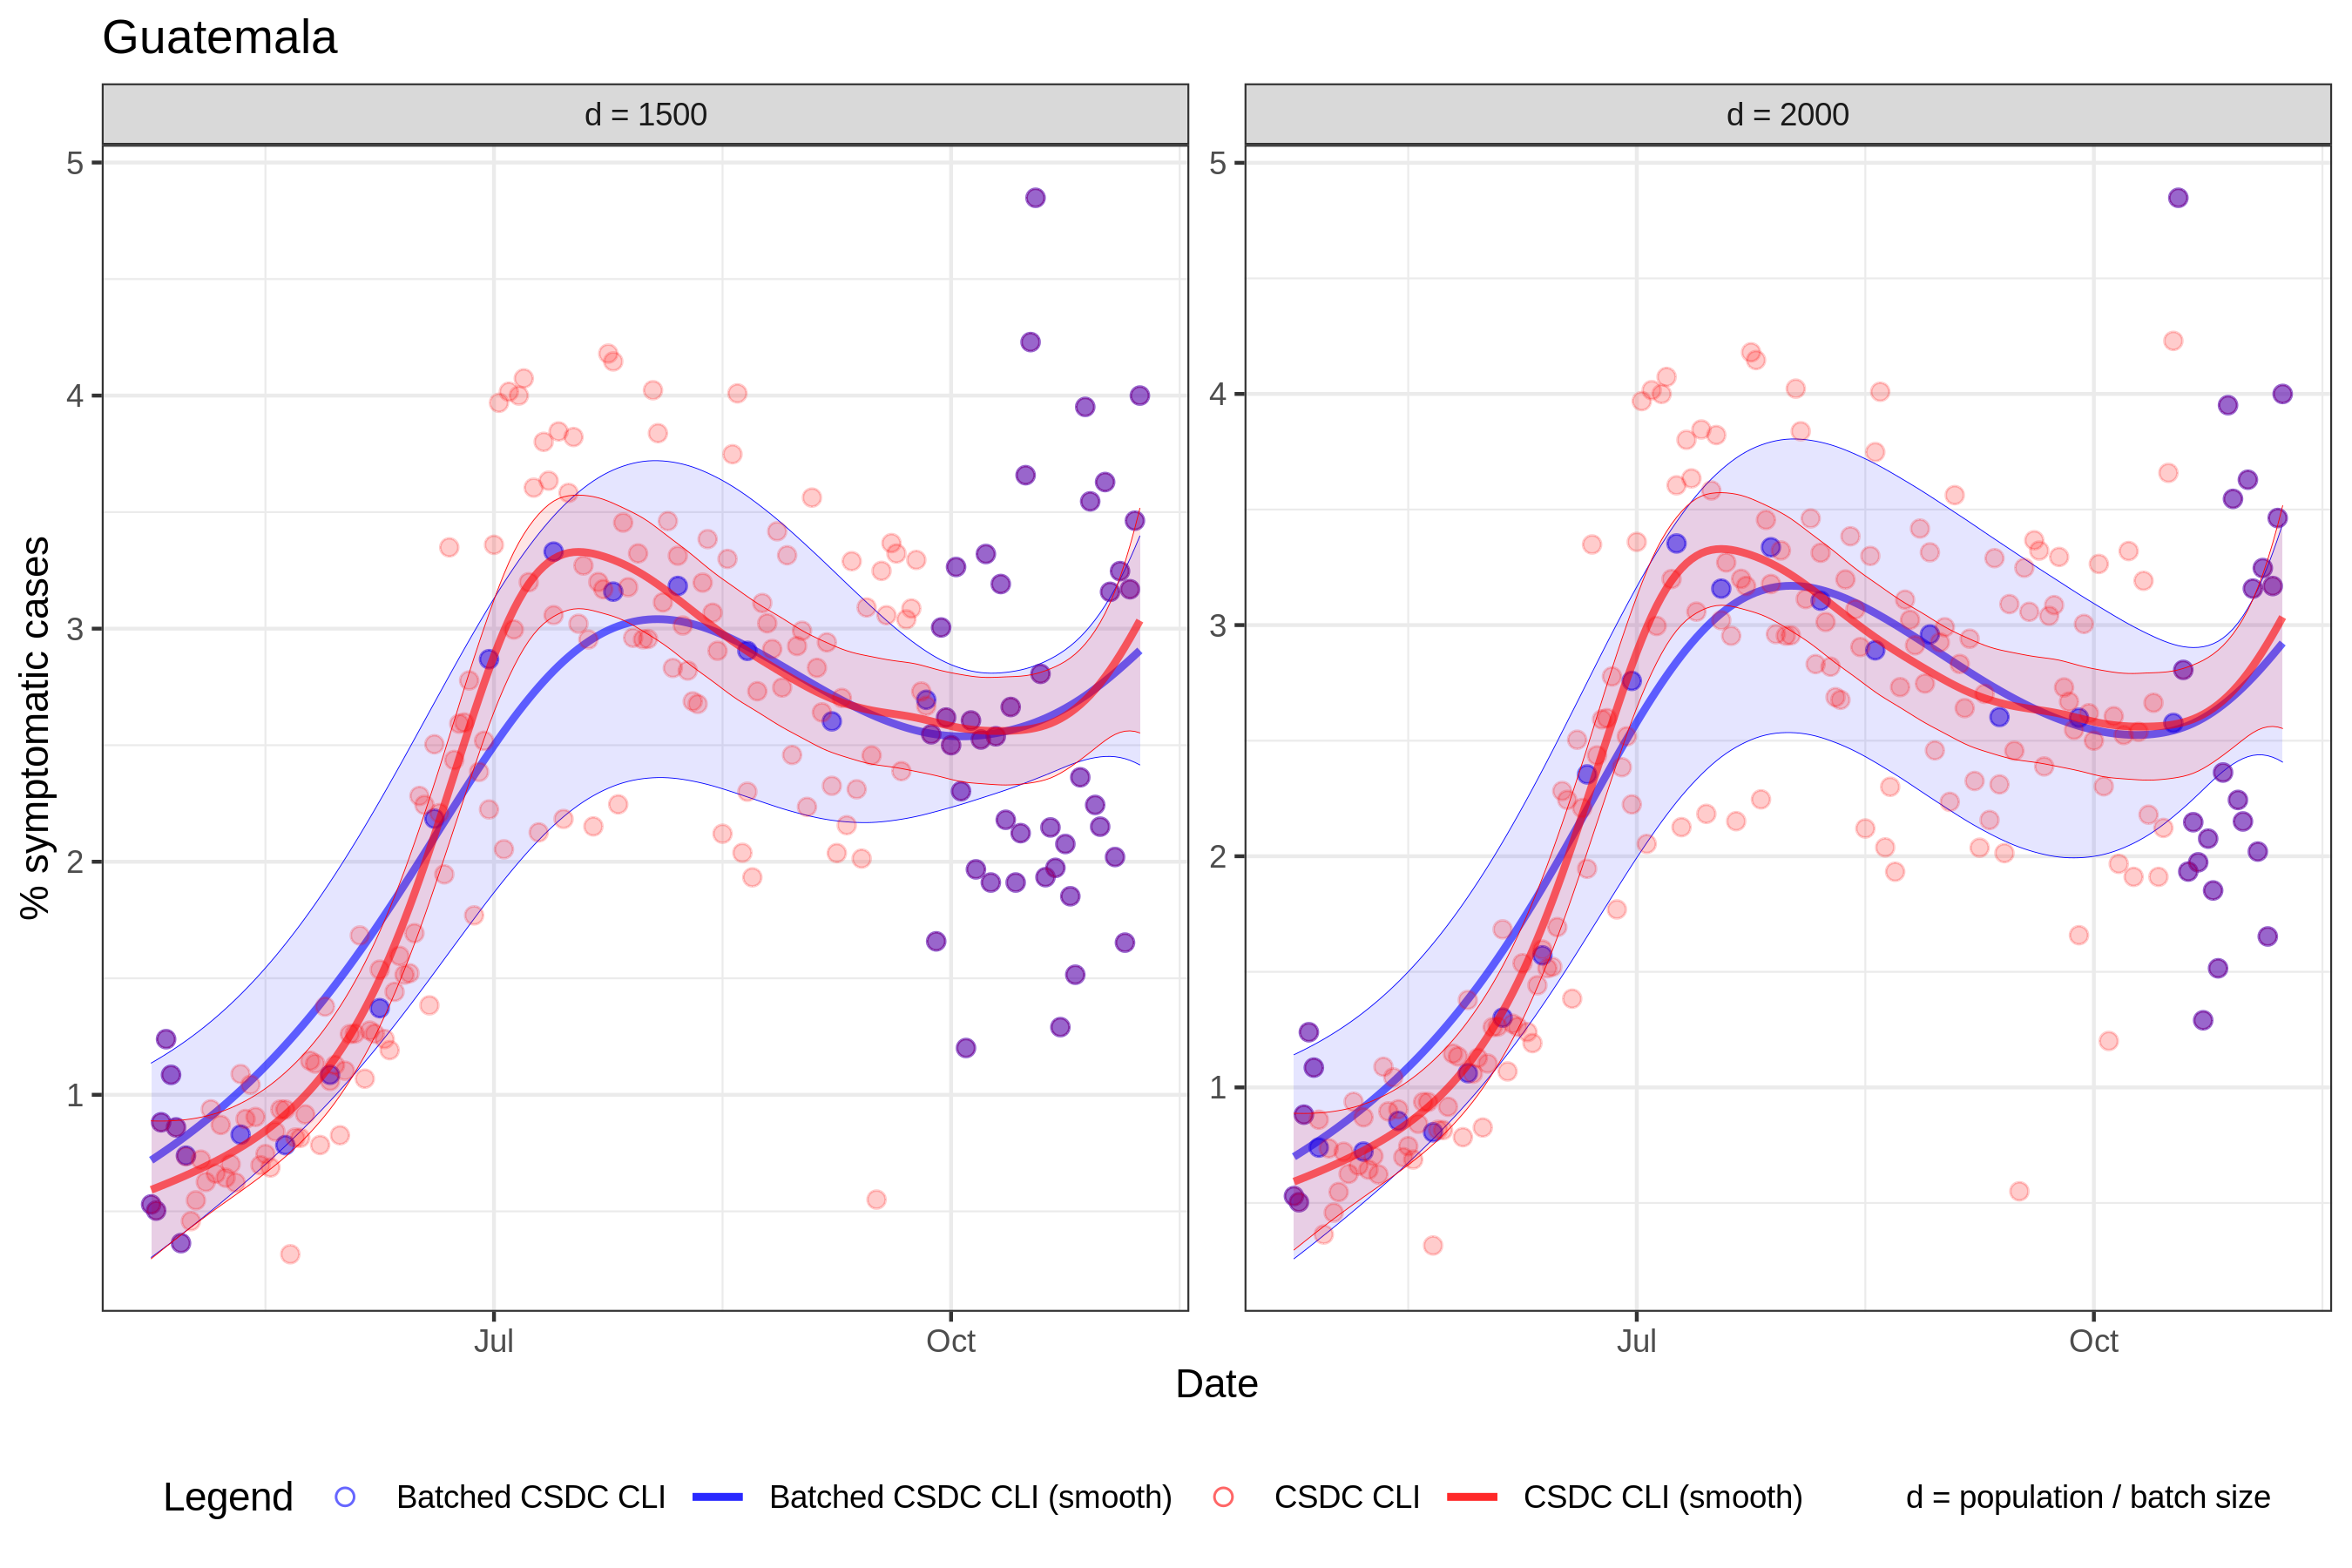 Guatemala
d = 1500
d = 2000
5
4
3
2
1
5
4
3
2
1
% symptomatic cases
Jul
Oct
Jul
Oct
Date
Legend
Batched CSDC CLI
Batched CSDC CLI (smooth)
CSDC CLI
CSDC CLI (smooth)
d = population / batch size